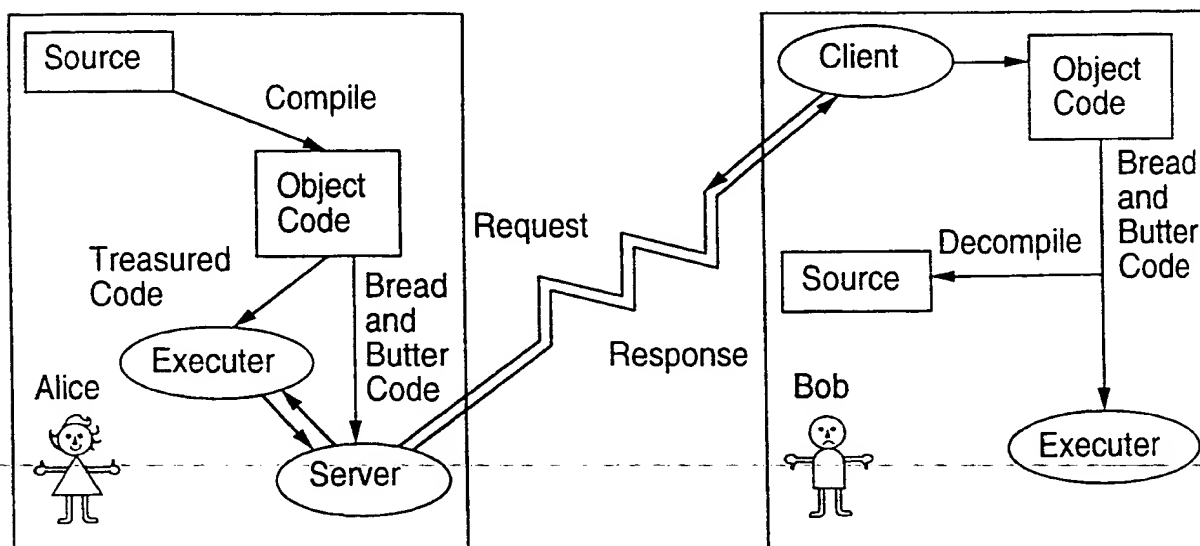 Source
Compile
Object
Code
Treasured
Code
Bread
and
Butter
Code
Executer
Alice
Server
Request
Response
Client
Object
Code
Bread
and
Butter
Code
Decompile
Source
Bob
Executer